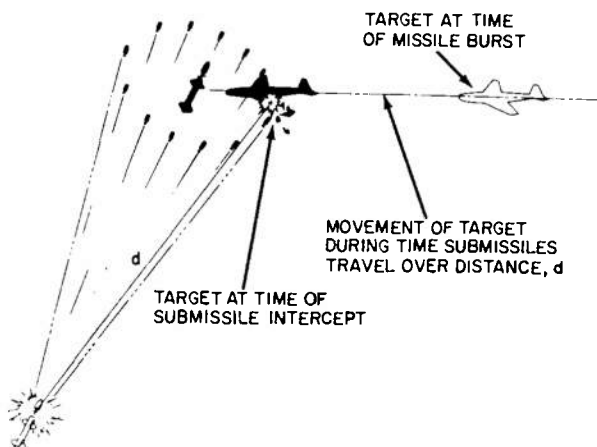 TARGET AT TIME
OF MISSILE BURST
d
MOVEMENT OF TARGET
DURING TIME SUBMISSILES
TRAVEL OVER DISTANCE, d
TARGET AT TIME OF
SUBMISSILE INTERCEPT